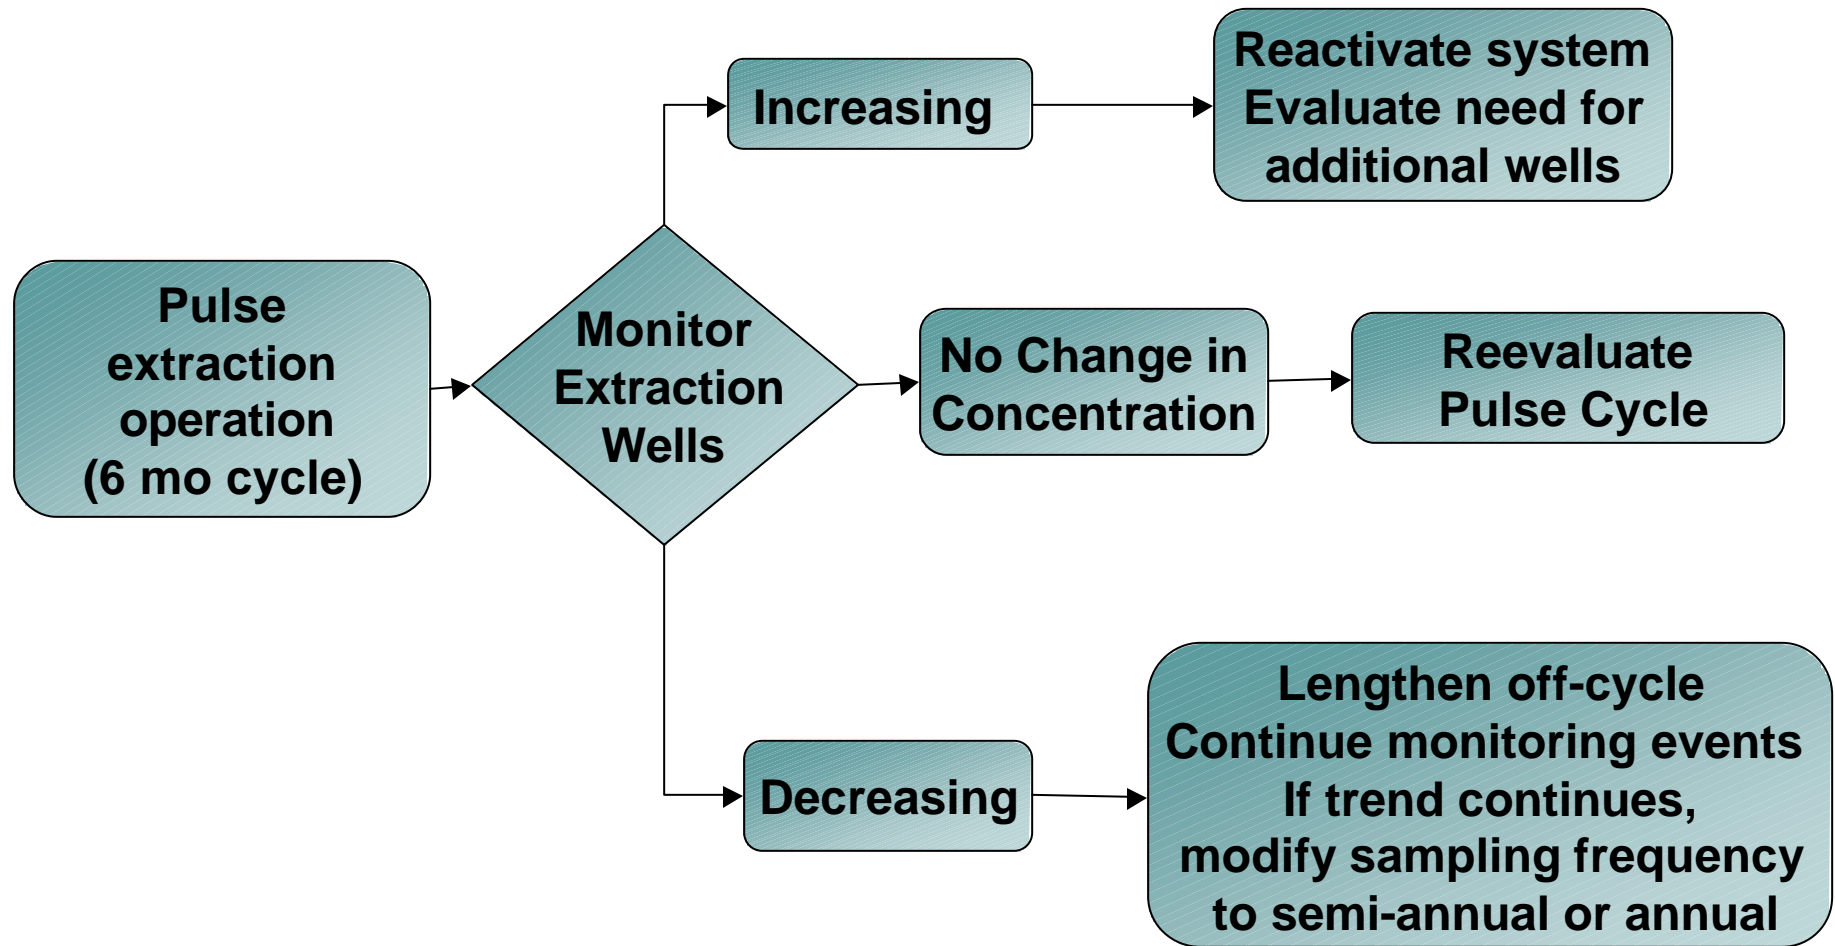 Pulse
extraction
operation
(6 mo cycle)
Monitor
Extraction
Wells
Increasing
Reactivate system
Evaluate need for
additional wells
No Change in
Concentration
Reevaluate
Pulse Cycle
Decreasing
Lengthen off-cycle
Continue monitoring events
If trend continues,
modify sampling frequency
to semi-annual or annual